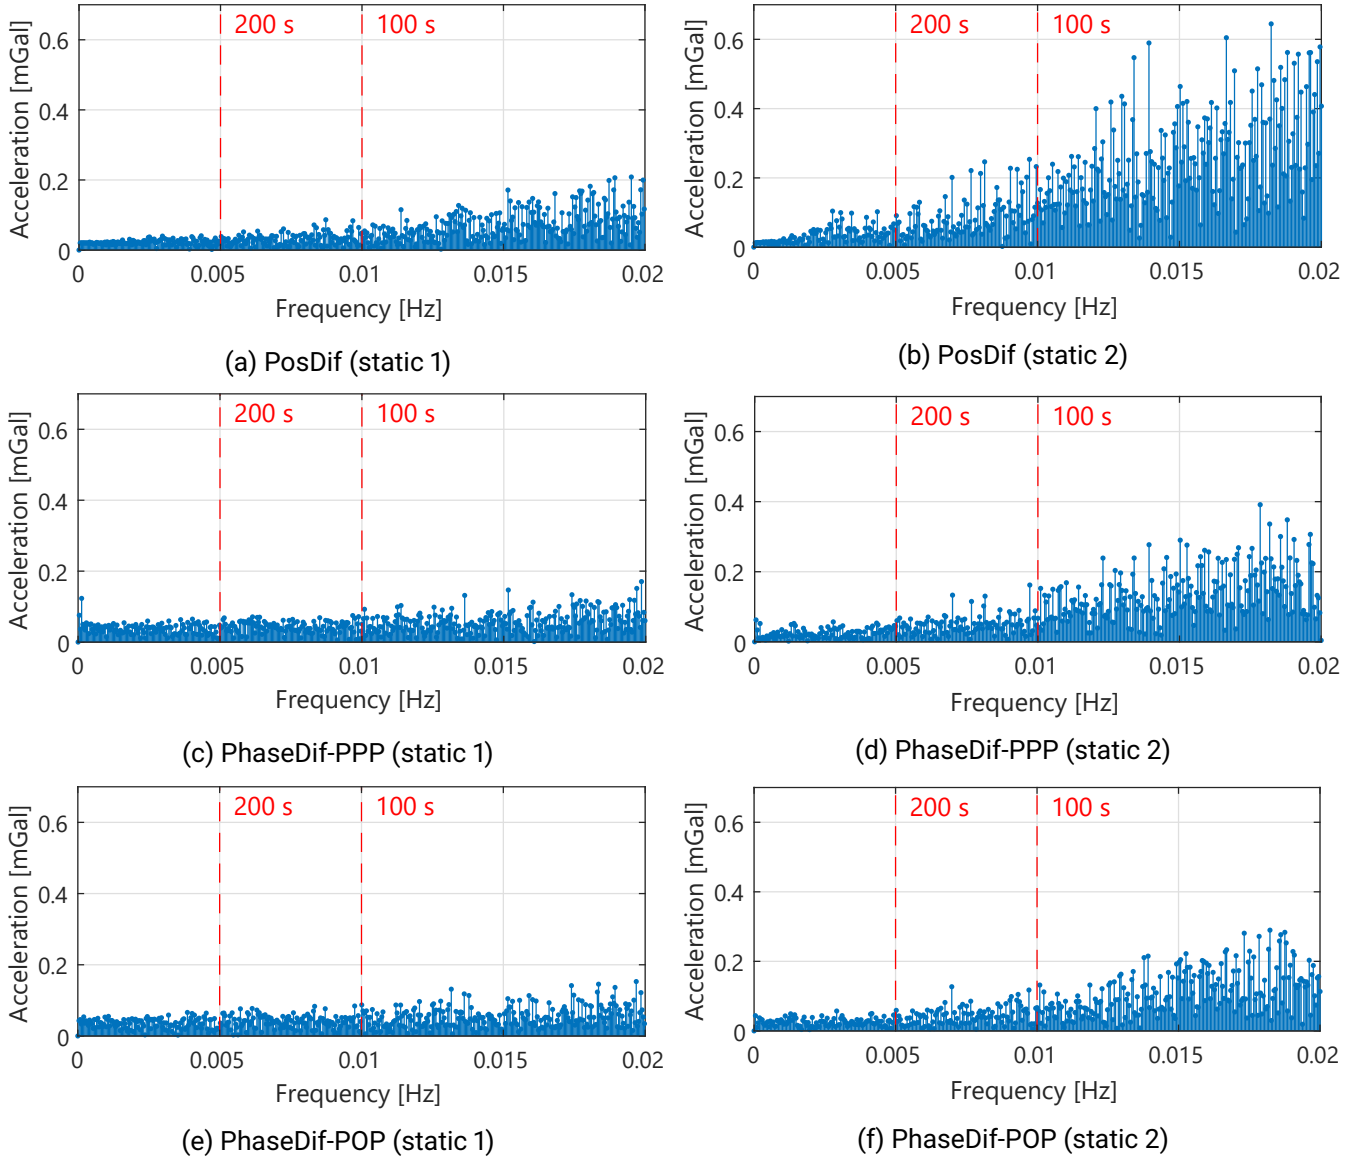 Acceleration [mGal]
0.6
0.4
0.2
0
200 s
100 s
0
0.005
0.01
0.015
0.02
Frequency [Hz]
(a) PosDif (static 1)
Acceleration [mGal]
0.6
0.4
0.2
0
200 s
100 s
0
0.005
0.01
0.015
0.02
Frequency [Hz]
(b) PosDif (static 2)
Acceleration [mGal]
0.6
0.4
0.2
0
200 s
100 s
0
0.005
0.01
0.015
0.02
Frequency [Hz]
(c) PhaseDif-PPP (static 1)
Acceleration [mGal]
0.6
0.4
0.2
0
200 s
100 s
0
0.005
0.01
0.015
0.02
Frequency [Hz]
(d) PhaseDif-PPP (static 2)
Acceleration [mGal]
0.6
0.4
0.2
0
200 s
100 s
0
0.005
0.01
0.015
0.02
Frequency [Hz]
(e) PhaseDif-POP (static 1)
Acceleration [mGal]
0.6
0.4
0.2
0
200 s
100 s
0
0.005
0.01
0.015
0.02
Frequency [Hz]
(f) PhaseDif-POP (static 2)